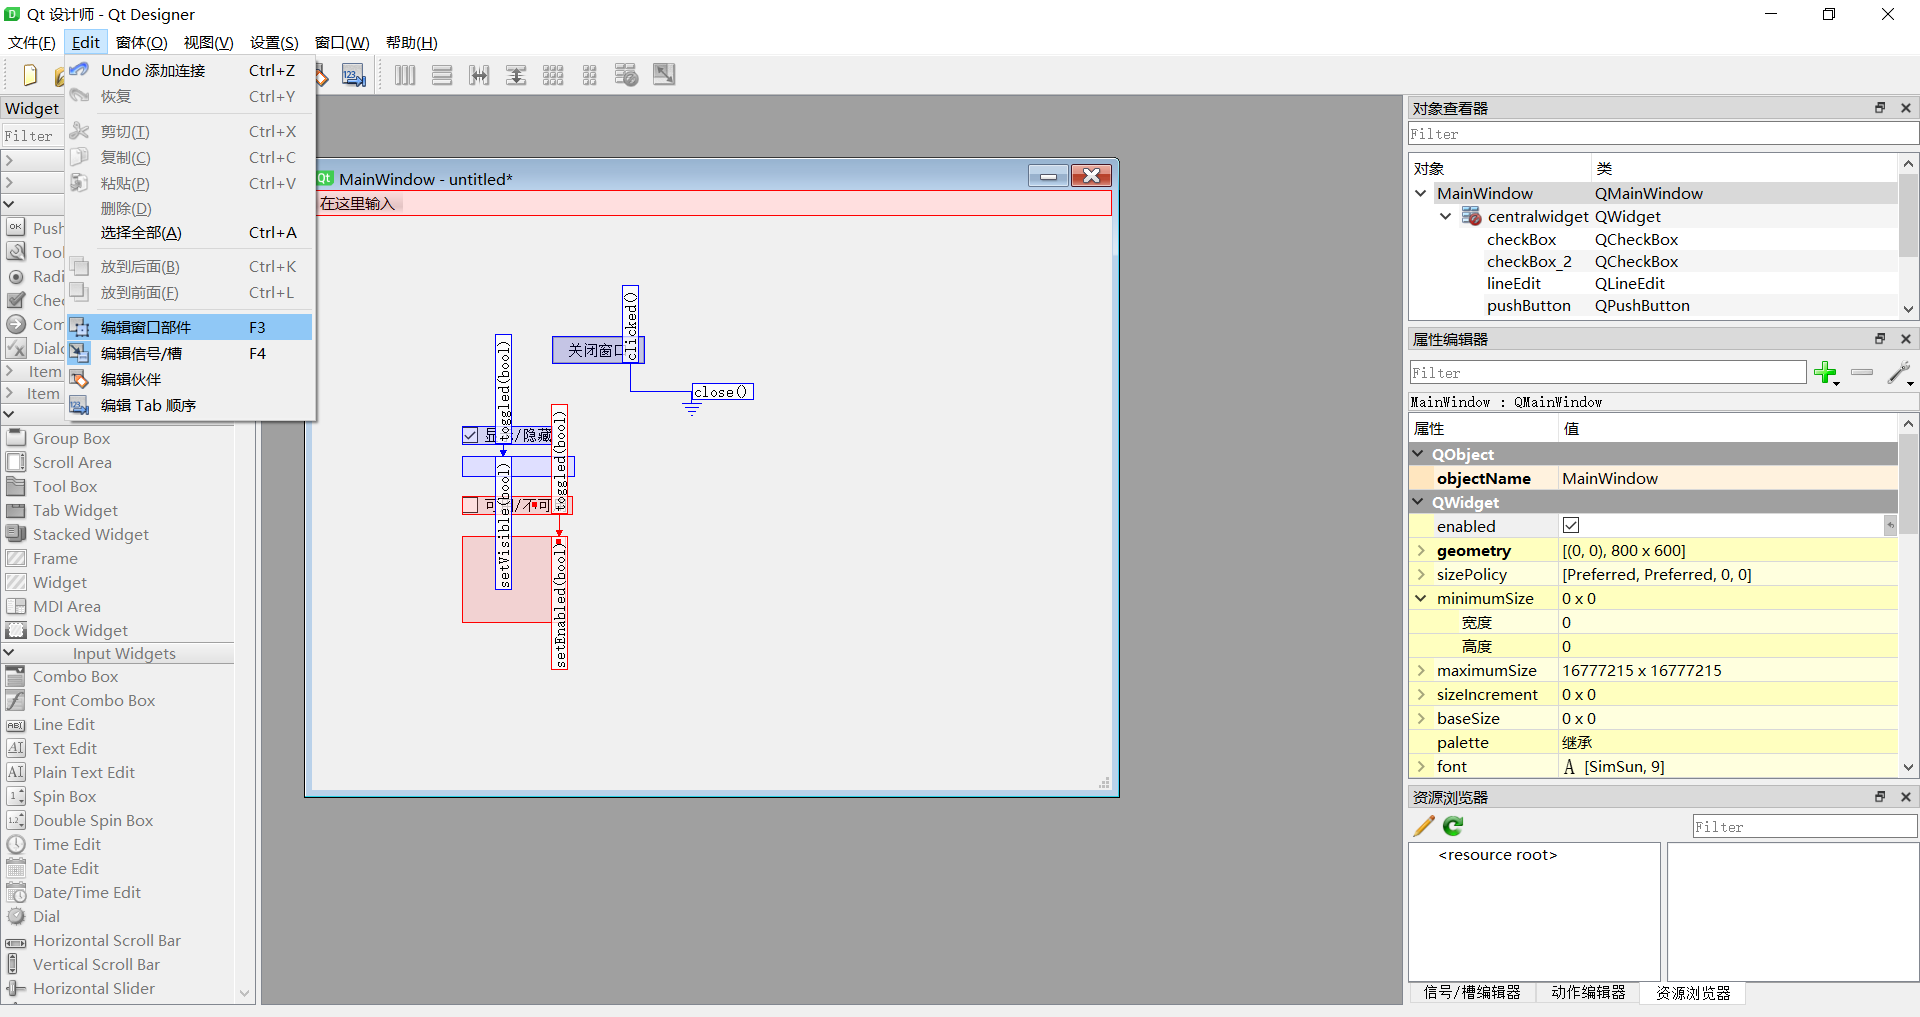 Qt 设计师 - Qt Designer
文件(F) Edit 窗体(O) 视图(V) 设置(S) 窗口(W) 帮助(H)
Undo 添加连接 Ctrl+Z
恢复 Ctrl+Y
剪切(T) Ctrl+X
复制(C) Ctrl+C
粘贴(P) Ctrl+V
删除(D)
选择全部(A) Ctrl+A
放到后面(B) Ctrl+K
放到前面(F) Ctrl+L
编辑窗口部件 F3
编辑信号/槽 F4
编辑伙伴
编辑 Tab 顺序
Widget
Filter
Push
Tool
Radi
Chec
Com
Dialo
Item
Item
Group Box
Scroll Area
Tool Box
Tab Widget
Stacked Widget
Frame
Widget
MDI Area
Dock Widget
Input Widgets
Combo Box
Font Combo Box
Line Edit
Text Edit
Plain Text Edit
Spin Box
Double Spin Box
Time Edit
Date Edit
Date/Time Edit
Dial
Horizontal Scroll Bar
Vertical Scroll Bar
Horizontal Slider
MainWindow - untitled*
在这里输入
clicked()
关闭窗口
close()
toggled(bool)
/隐藏
toggled(bool)
setVisible(bool)
/不可
setEnabled(bool)
对象查看器
Filter
对象 类
MainWindow QMainWindow
centralwidget QWidget
checkBox QCheckBox
checkBox_2 QCheckBox
lineEdit QLineEdit
pushButton QPushButton
属性编辑器
Filter
MainWindow : QMainWindow
属性 值
QObject
objectName MainWindow
QWidget
enabled
geometry [(0, 0), 800 x 600]
sizePolicy [Preferred, Preferred, 0, 0]
minimumSize 0 x 0
宽度 0
高度 0
maximumSize 16777215 x 16777215
sizeIncrement 0 x 0
baseSize 0 x 0
palette 继承
font A [SimSun, 9]
资源浏览器
Filter
<resource root>
信号/槽编辑器 动作编辑器 资源浏览器